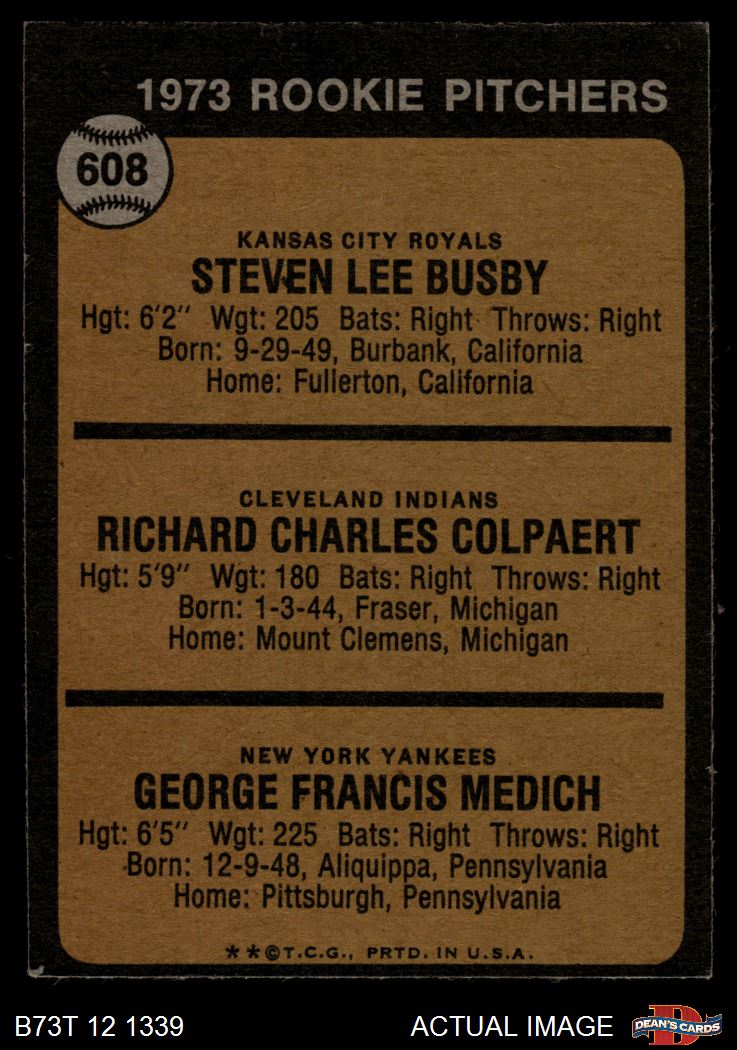 1973 ROOKIE PITCHERS
608
KANSAS CITY ROYALS
STEVEN LEE BUSBY
Hgt: 6'2" Wgt: 205 Bats: Right Throws: Right
Born: 9-29-49, Burbank, California
Home: Fullerton, California
CLEVELAND INDIANS
RICHARD CHARLES COLPAERT
Hgt: 5'9" Wgt: 180 Bats: Right Throws: Right
Born: 1-3-44, Fraser, Michigan
Home: Mount Clemens, Michigan
NEW YORK YANKEES
GEORGE FRANCIS MEDICH
Hgt: 6'5" Wgt: 225 Bats: Right Throws: Right
Born: 12-9-48, Aliquippa, Pennsylvania
Home: Pittsburgh, Pennsylvania
**©T.C.G., PRTD. IN U.S.A.
B73T 12 1339 ACTUAL IMAGE D DEAN'S CARDS